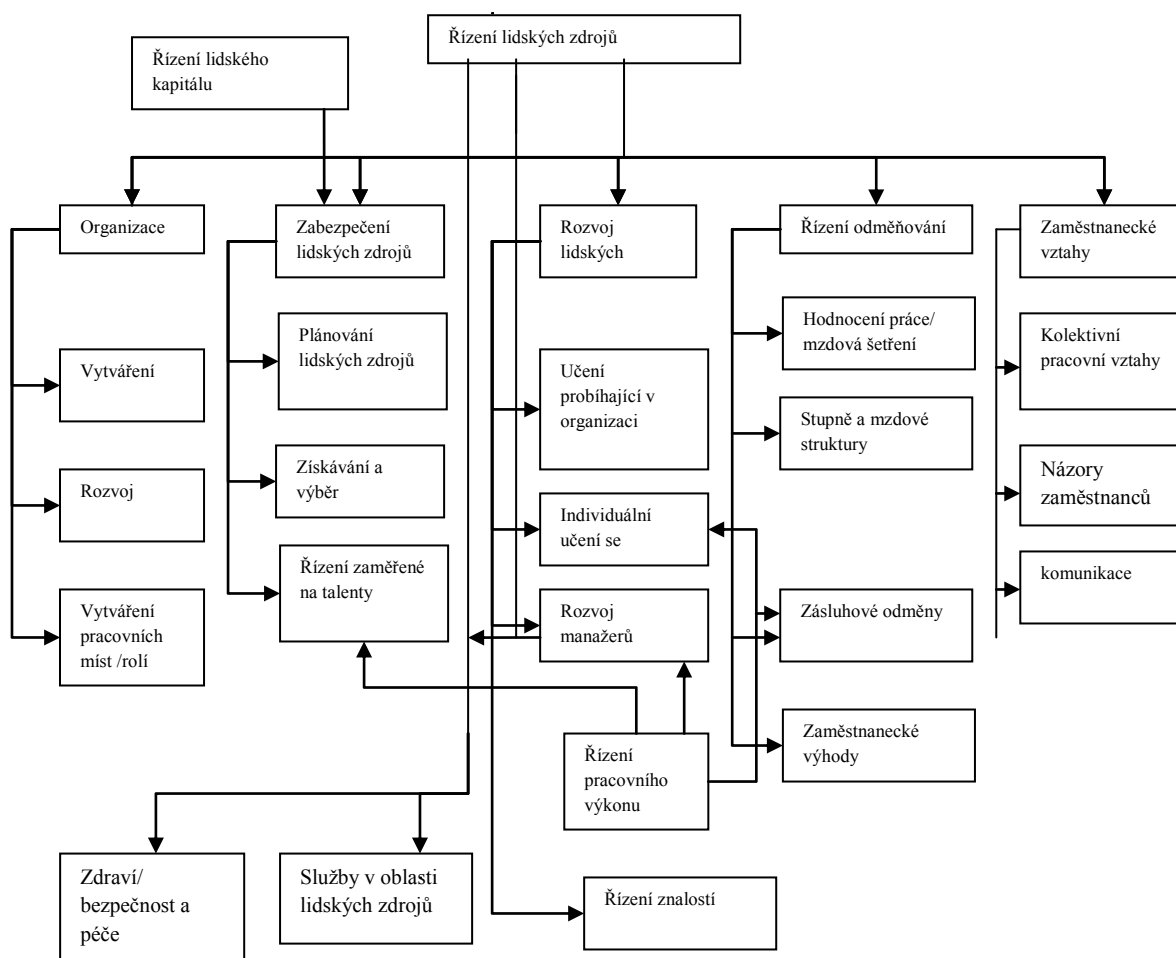 Řízení lidských zdrojů
Řízení lidského
kapitálu
Organizace
Zabezpečení
lidských zdrojů
Rozvoj
lidských
Řízení odměňování
Zaměstnanecké
vztahy
Vytváření
Rozvoj
Vytváření
pracovních
míst /rolí
Plánování
lidských zdrojů
Získávání a
výběr
Řízení zaměřené
na talenty
Učení
probíhající v
organizaci
Individuální
učení se
Rozvoj
manažerů
Řízení
pracovního
výkonu
Hodnocení práce/
mzdová šetření
Stupně a mzdové
struktury
Zásluhové odměny
Zaměstnanecké
výhody
Kolektivní
pracovní vztahy
Názory
zaměstnanců
komunikace
Zdraví/
bezpečnost a
péče
Služby v oblasti
lidských zdrojů
Řízení znalostí